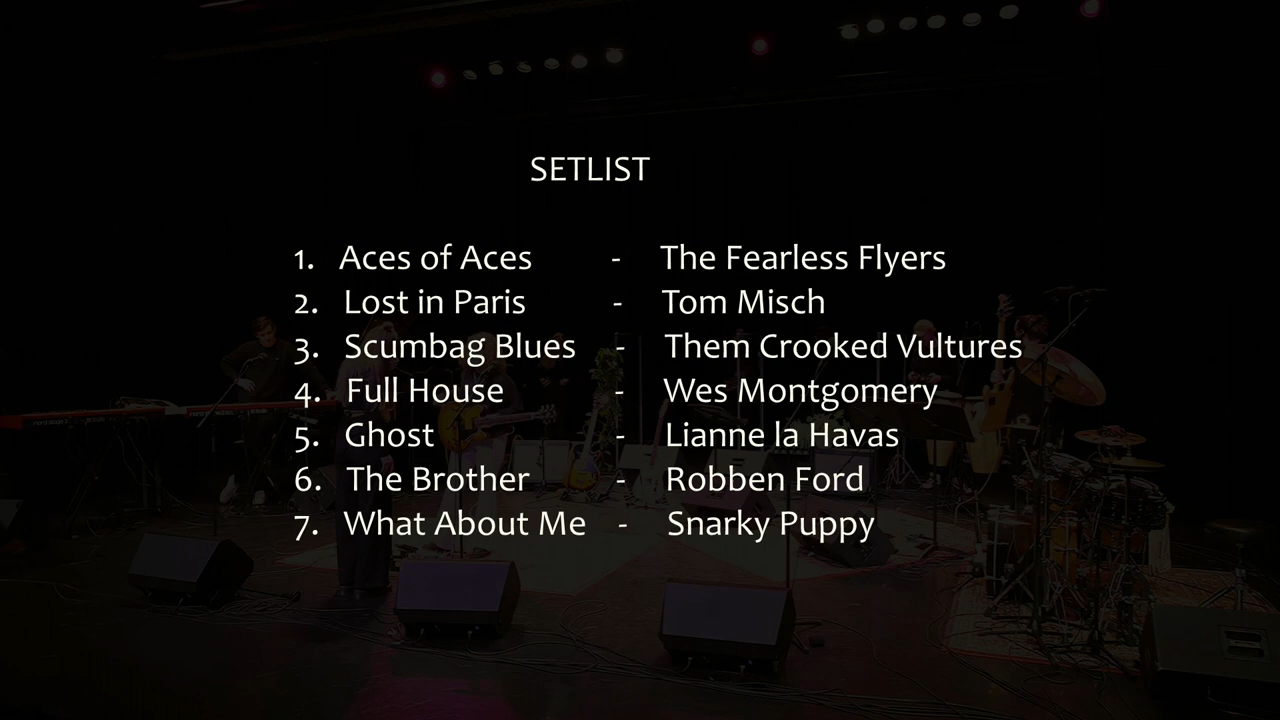 SETLIST
1. Aces of Aces - The Fearless Flyers
2. Lost in Paris - Tom Misch
3. Scumbag Blues - Them Crooked Vultures
4. Full House - Wes Montgomery
5. Ghost - Lianne la Havas
6. The Brother - Robben Ford
7. What About Me - Snarky Puppy